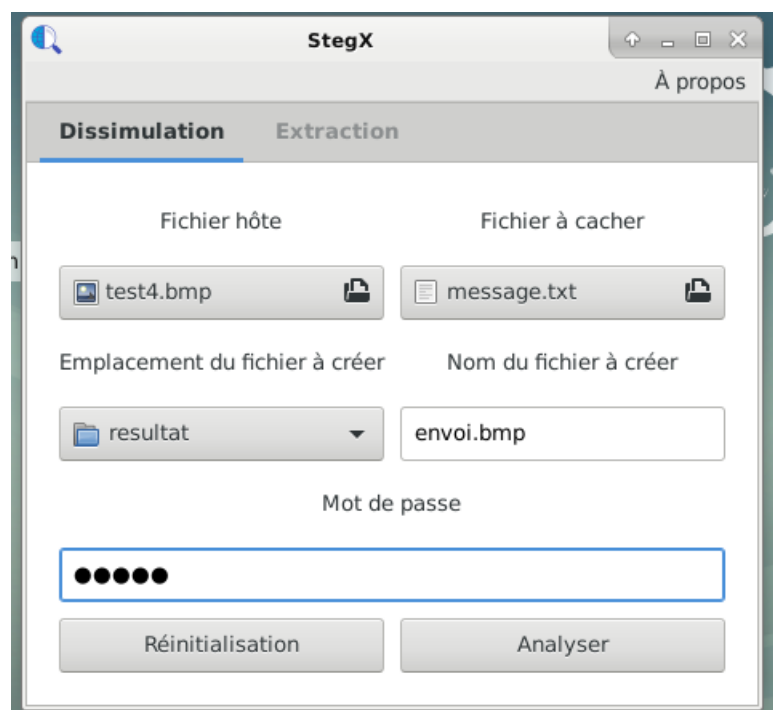 StegX
À propos
Dissimulation Extraction
Fichier hôte Fichier à cacher
test4.bmp message.txt
Emplacement du fichier à créer Nom du fichier à créer
resultat envoi.bmp
Mot de passe
●●●●●
Réinitialisation Analyser